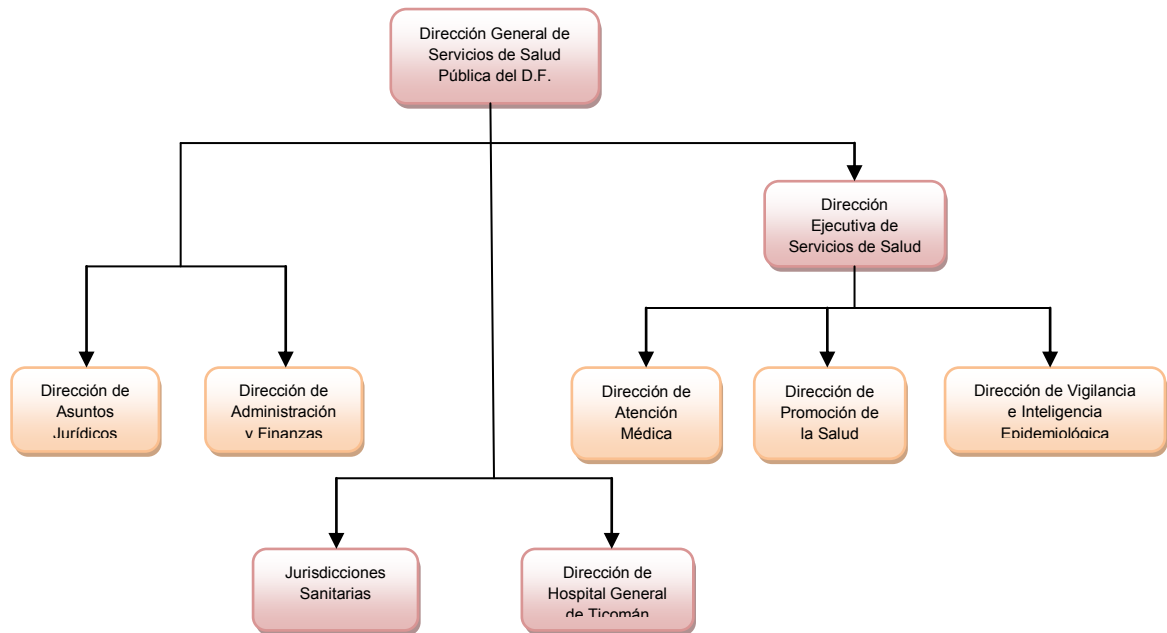 Dirección General de
Servicios de Salud
Pública del D.F.
Dirección
Ejecutiva de
Servicios de Salud
Dirección de
Asuntos
Jurídicos
Dirección de
Administración
y Finanzas
Dirección de
Atención
Médica
Dirección de
Promoción de
la Salud
Dirección de Vigilancia
e Inteligencia
Epidemiológica
Jurisdicciones
Sanitarias
Dirección de
Hospital General
de Ticomán